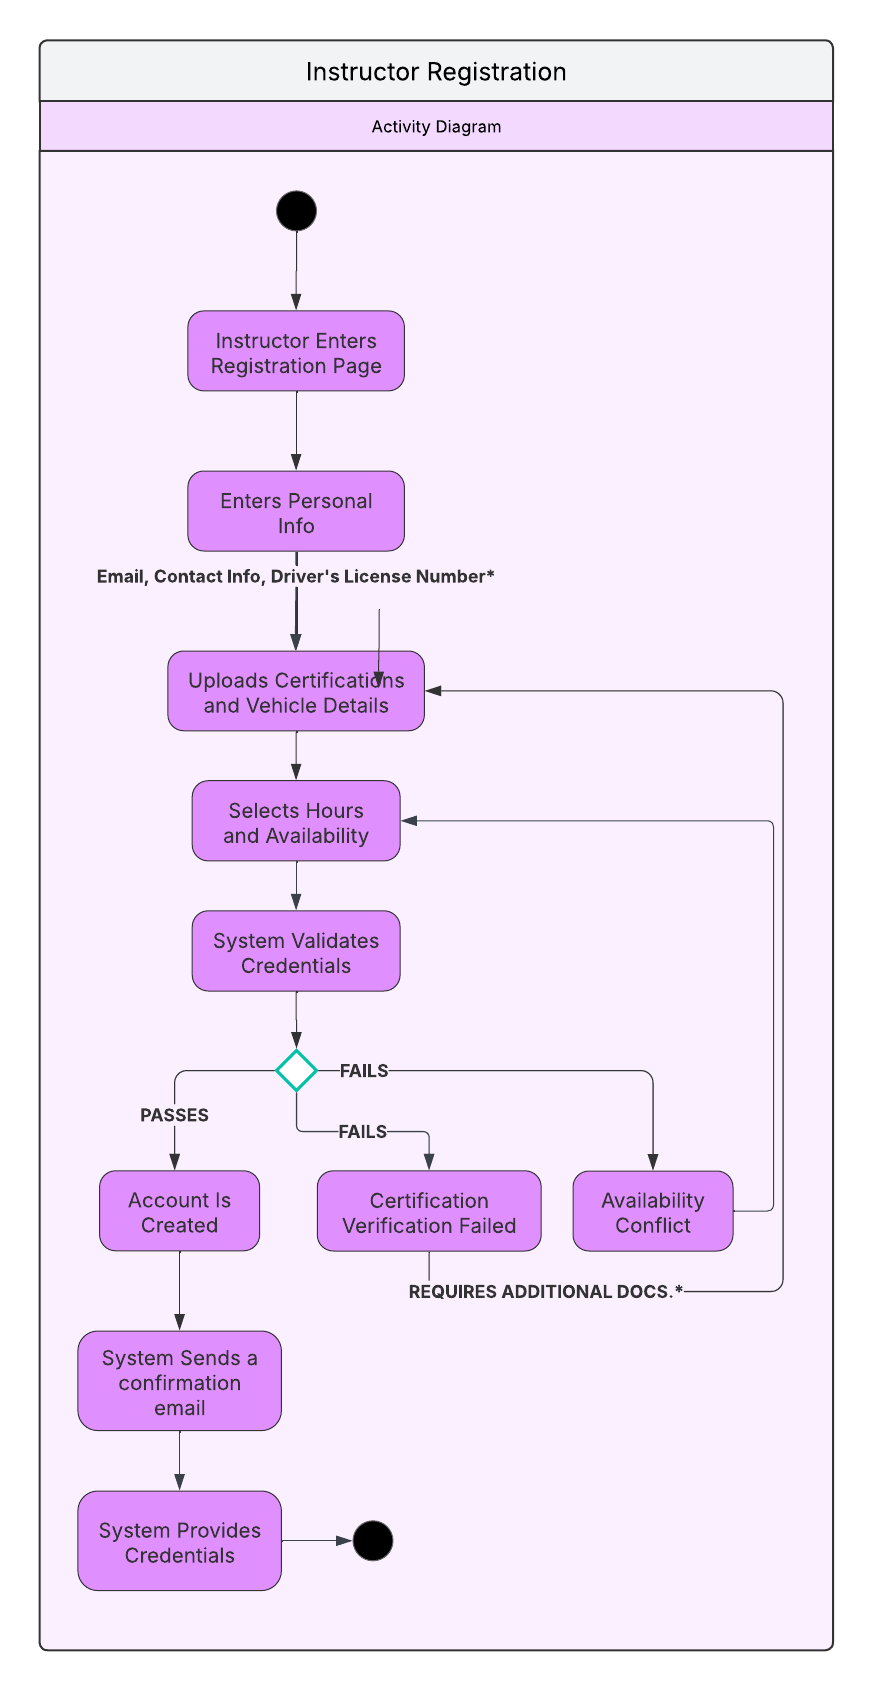 Instructor Registration
Activity Diagram
Instructor Enters
Registration Page
Enters Personal
Info
Email, Contact Info, Driver's License Number*
Uploads Certifications
and Vehicle Details
Selects Hours
and Availability
System Validates
Credentials
FAILS
PASSES
FAILS
Account Is
Created
Certification
Verification Failed
Availability
Conflict
REQUIRES ADDITIONAL DOCS.*
System Sends a
confirmation
email
System Provides
Credentials